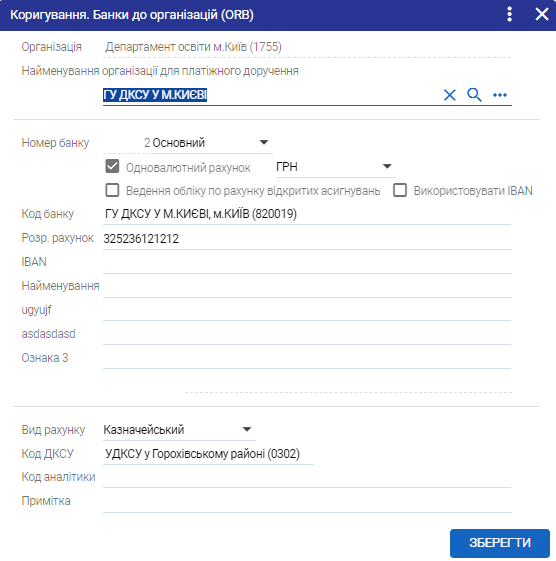 Коригування. Банки до організацій (ORB)
Організація Департамент освіти м.Київ (1755)
Найменування організації для платіжного доручення
ГУ ДКСУ У М.КИЄВІ
Номер банку 2 Основний
Одновалютний рахунок ГРН
Ведення обліку по рахунку відкритих асигнувань Використовувати IBAN
Код банку ГУ ДКСУ У М.КИЄВІ, м.КИЇВ (820019)
Розр. рахунок 325236121212
IBAN
Найменування
ugyujf
asdasdasd
Ознака 3
Вид рахунку Казначейський
Код ДКСУ УДКСУ у Горохівському районі (0302)
Код аналітики
Примітка
ЗБЕРЕГТИ